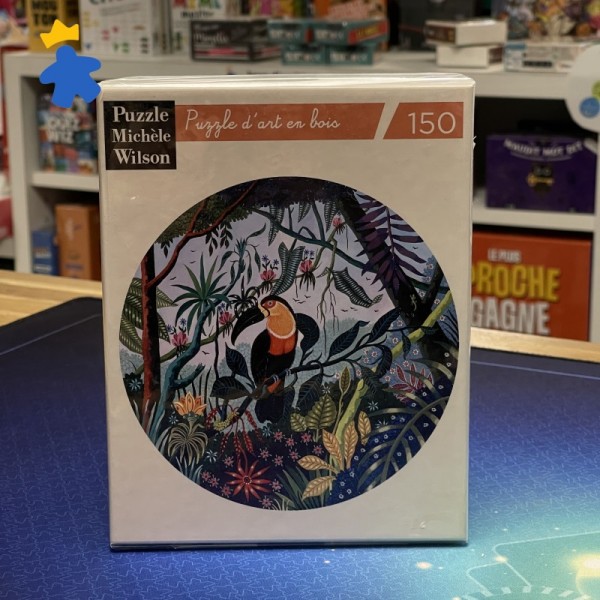 Puzzle
Michèle
Wilson
Puzzle d'art en bois
150
LE PLUS
PROCHE
GAGNE